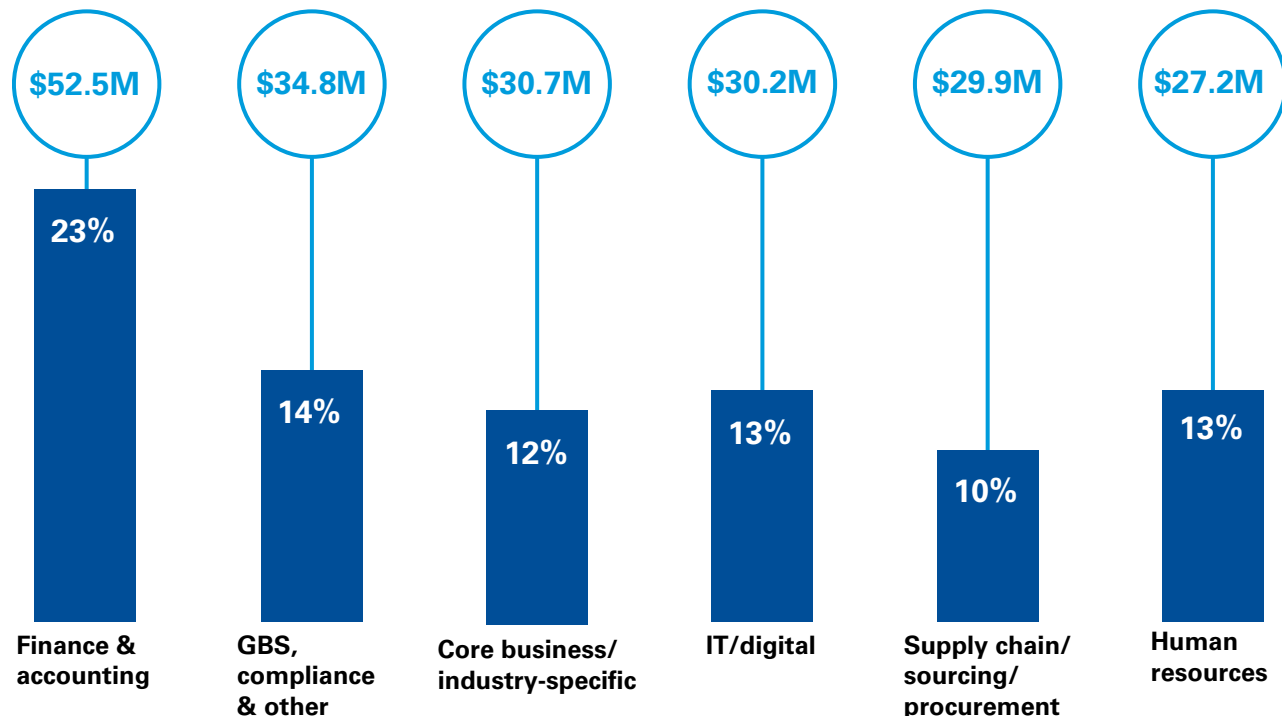 $52.5M
$34.8M
$30.7M
$30.2M
$29.9M
$27.2M
23%
14%
12%
13%
10%
13%
Finance &
accounting
GBS,
compliance
& other
Core business/
industry-specific
IT/digital
Supply chain/
sourcing/
procurement
Human
resources